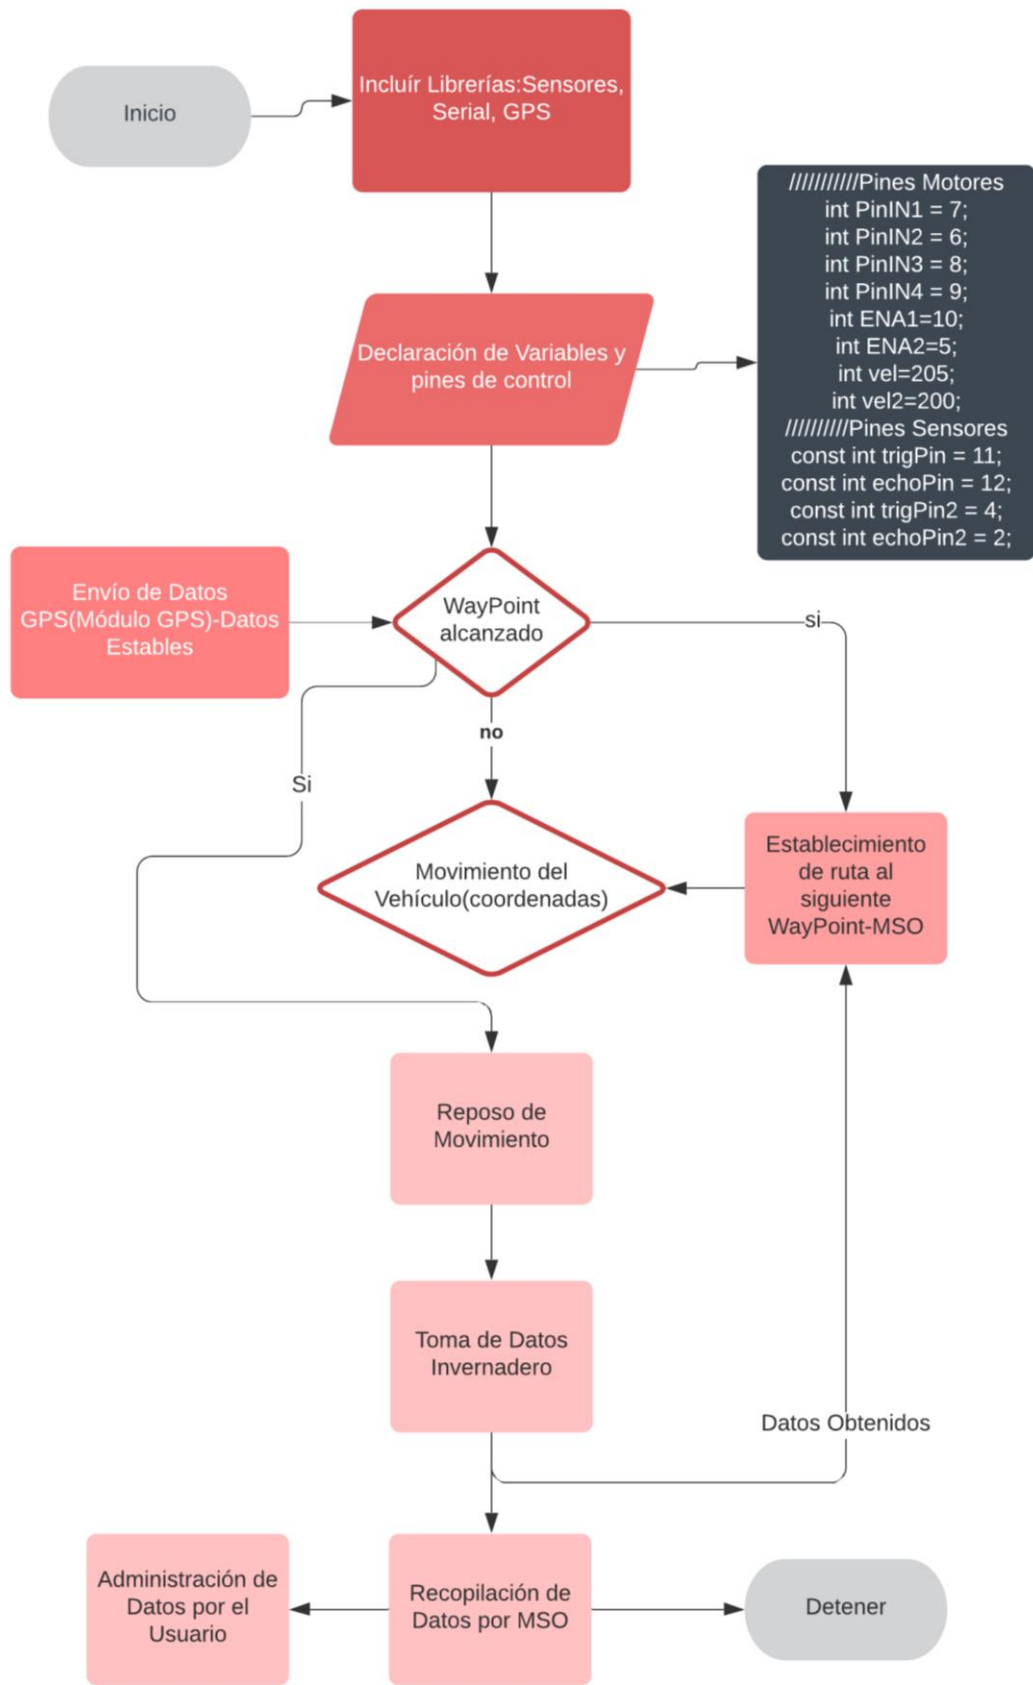 Inicio
Incluír Librerías:Sensores,
Serial, GPS
///////////Pines Motores
int PinIN1 = 7;
int PinIN2 = 6;
int PinIN3 = 8;
int PinIN4 = 9;
int ENA1=10;
int ENA2=5;
int vel=205;
int vel2=200;
//////////Pines Sensores
const int trigPin = 11;
const int echoPin = 12;
const int trigPin2 = 4;
const int echoPin2 = 2;
Declaración de Variables y
pines de control
Envío de Datos
GPS(Módulo GPS)-Datos
Estables
WayPoint
alcanzado
si
no
Si
Movimiento del
Vehículo(coordenadas)
Establecimiento
de ruta al
siguiente
WayPoint-MSO
Reposo de
Movimiento
Toma de Datos
Invernadero
Datos Obtenidos
Administración de
Datos por el
Usuario
Recopilación de
Datos por MSO
Detener